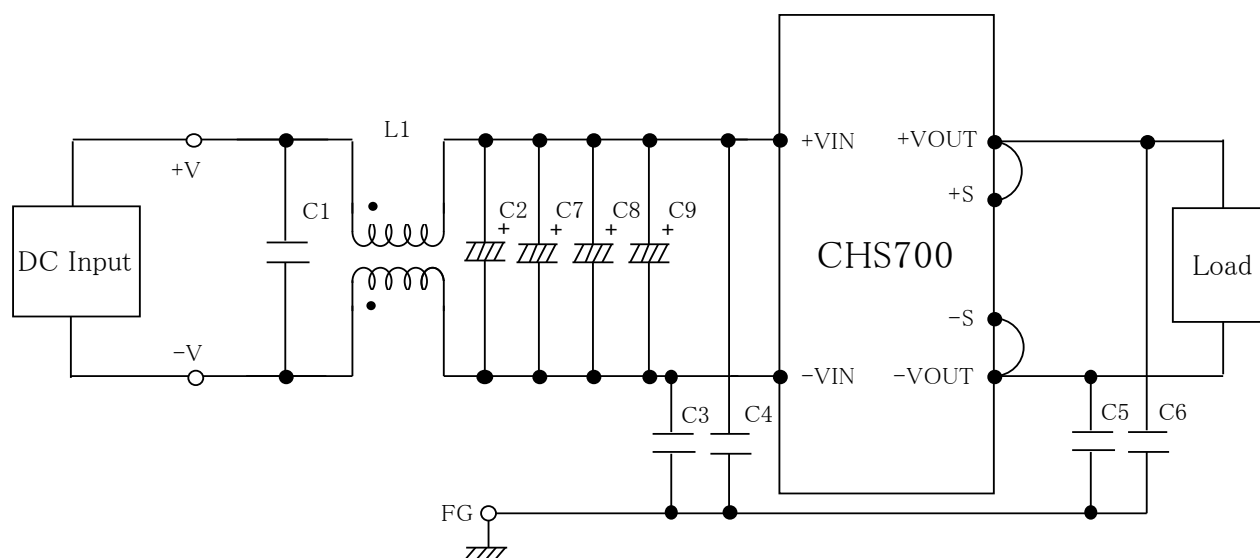 L1
+VIN
+VOUT
+V
+S
C1
C2
C7
C8
C9
+
+
+
+
DC Input
CHS700
Load
−S
−V
−VIN
−VOUT
C3
C4
C5
C6
FG